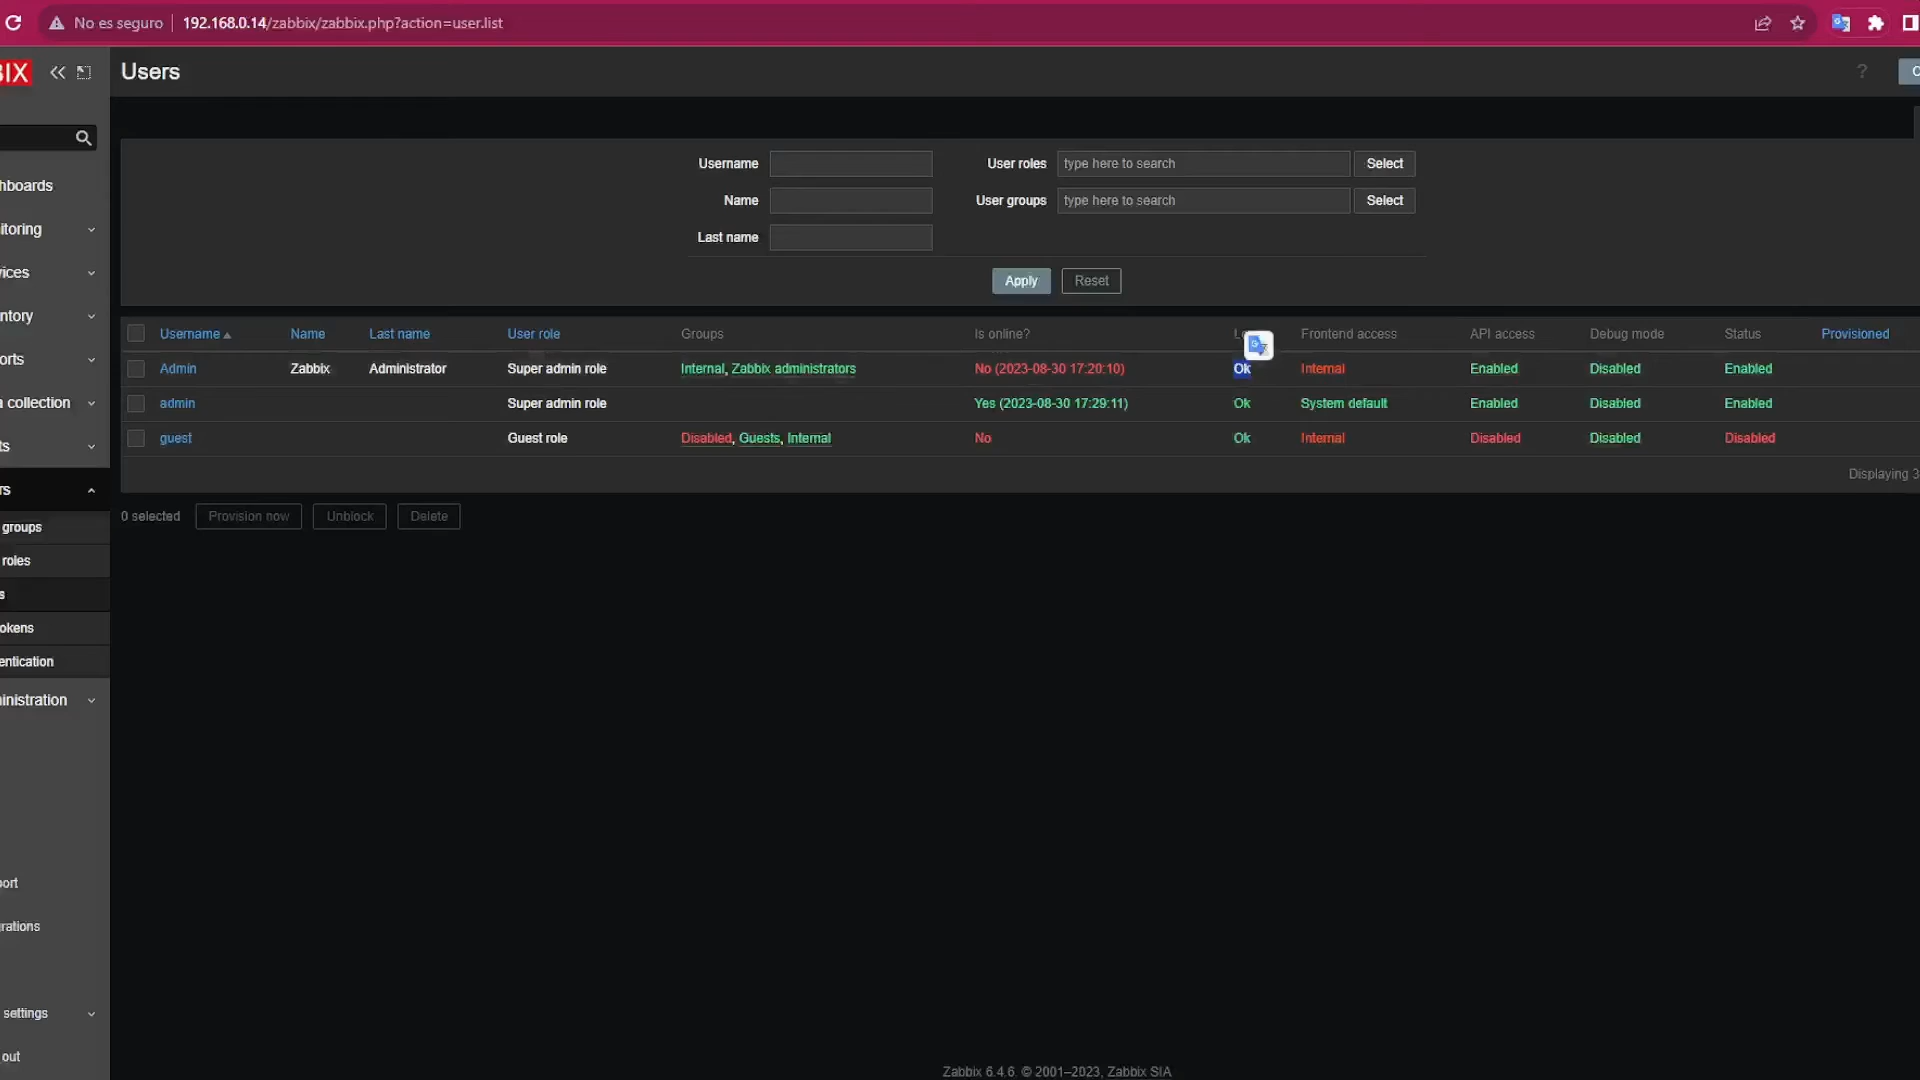 No es seguro 192.168.0.14/zabbix/zabbix.php?action=user.list
BIX Users ?
Username User roles type here to search Select
Name User groups type here to search Select
Last name
Apply Reset
hboards
itoring
vices
ntory
orts
a collection
ts
rs
groups
roles
s
okens
entication
inistration
port
rations
settings
out
Username Name Last name User role Groups Is online? Frontend access API access Debug mode Status Provisioned
Admin Zabbix Administrator Super admin role Internal, Zabbix administrators No (2023-08-30 17:20:10) Ok Internal Enabled Disabled Enabled
admin Super admin role Yes (2023-08-30 17:29:11) Ok System default Enabled Disabled Enabled
guest Guest role Disabled, Guests, Internal No Ok Internal Disabled Disabled Disabled
Displaying 3
0 selected Provision now Unblock Delete
Zabbix 6.4.6. © 2001–2023, Zabbix SIA